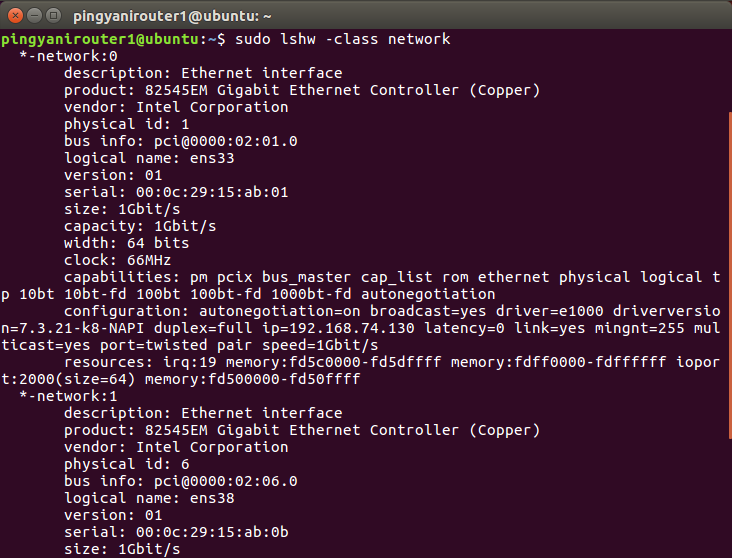 pingyanirouter1@ubuntu: ~
pingyanirouter1@ubuntu:~$ sudo lshw -class network
  *-network:0
       description: Ethernet interface
       product: 82545EM Gigabit Ethernet Controller (Copper)
       vendor: Intel Corporation
       physical id: 1
       bus info: pci@0000:02:01.0
       logical name: ens33
       version: 01
       serial: 00:0c:29:15:ab:01
       size: 1Gbit/s
       capacity: 1Gbit/s
       width: 64 bits
       clock: 66MHz
       capabilities: pm pcix bus_master cap_list rom ethernet physical logical t
p 10bt 10bt-fd 100bt 100bt-fd 1000bt-fd autonegotiation
       configuration: autonegotiation=on broadcast=yes driver=e1000 driverversio
n=7.3.21-k8-NAPI duplex=full ip=192.168.74.130 latency=0 link=yes mingnt=255 mul
ticast=yes port=twisted pair speed=1Gbit/s
       resources: irq:19 memory:fd5c0000-fd5dffff memory:fdff0000-fdffffff iopor
t:2000(size=64) memory:fd500000-fd50ffff
  *-network:1
       description: Ethernet interface
       product: 82545EM Gigabit Ethernet Controller (Copper)
       vendor: Intel Corporation
       physical id: 6
       bus info: pci@0000:02:06.0
       logical name: ens38
       version: 01
       serial: 00:0c:29:15:ab:0b
       size: 1Gbit/s